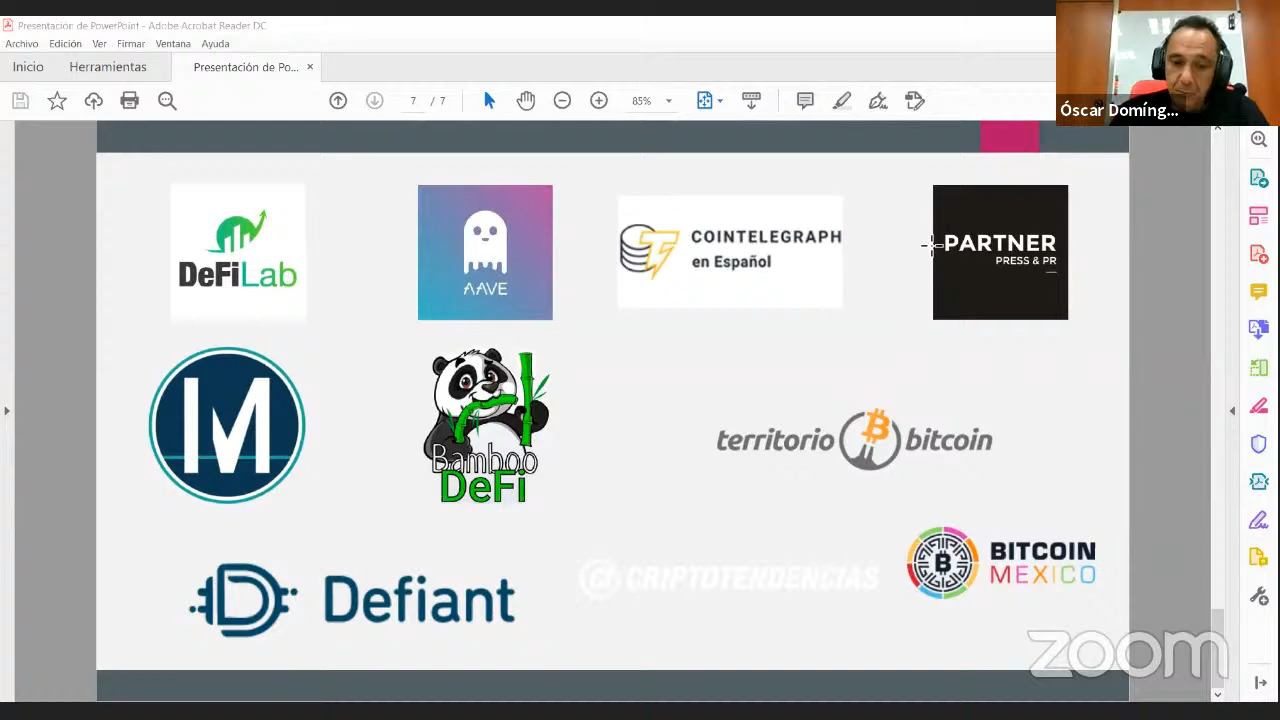 Presentación de PowerPoint - Adobe Acrobat Reader DC
Archivo Edición Ver Firmar Ventana Ayuda
Inicio Herramientas Presentación de Po... ×
7 / 7 85%
Óscar Domíng...
DeFiLab
AAVE
COINTELEGRAPH
en Español
PARTNER
PRESS & PR
M
Bamboo
DeFi
territorio bitcoin
Defiant
CRIPTOTENDENCIAS
BITCOIN
MEXICO
zoom